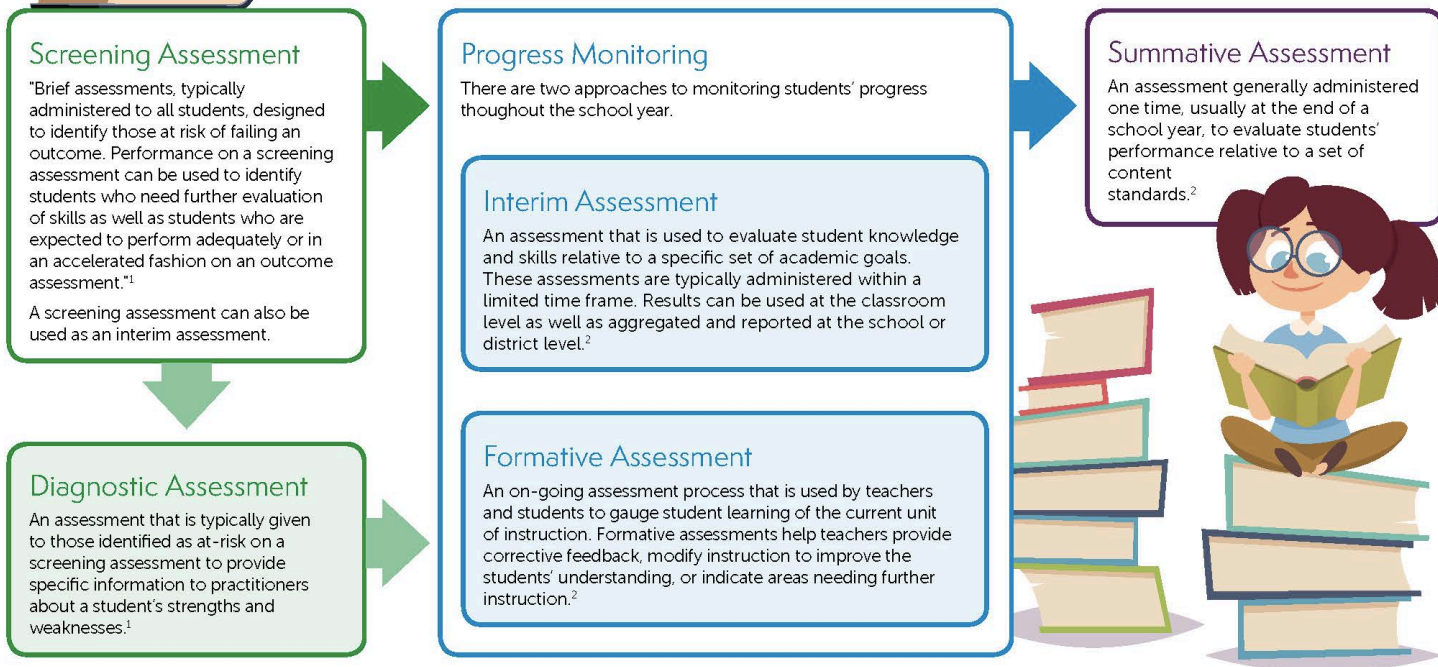 Screening Assessment
"Brief assessments, typically
administered to all students, designed
to identify those at risk of failing an
outcome. Performance on a screening
assessment can be used to identify
students who need further evaluation
of skills as well as students who are
expected to perform adequately or in
an accelerated fashion on an outcome
assessment."1
A screening assessment can also be
used as an interim assessment.
Diagnostic Assessment
An assessment that is typically given
to those identified as at-risk on a
screening assessment to provide
specific information to practitioners
about a student's strengths and
weaknesses.1
Progress Monitoring
There are two approaches to monitoring students' progress
thoughout the school year.
Interim Assessment
An assessment that is used to evaluate student knowledge
and skills relative to a specific set of academic goals.
These assessments are typically administered within a
limited time frame. Results can be used at the classroom
level as well as aggregated and reported at the school or
district level.2
Formative Assessment
An on-going assessment process that is used by teachers
and students to gauge student learning of the current unit
of instruction. Formative assessments help teachers provide
corrective feedback, modify instruction to improve the
students' understanding, or indicate areas needing further
instruction.2
Summative Assessment
An assessment generally administered
one time, usually at the end of a
school year, to evaluate students'
performance relative to a set of
content
standards.2